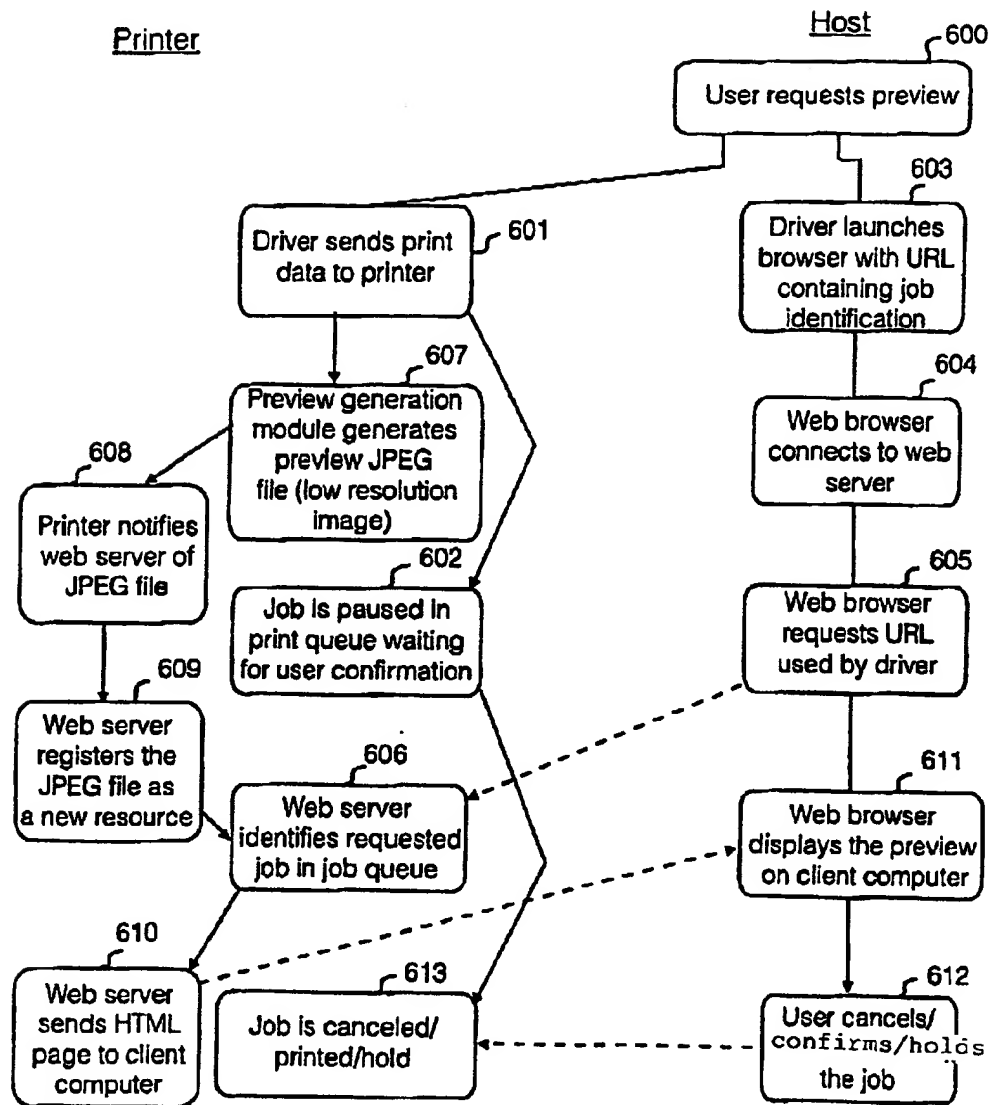 Printer
Host
600
User requests preview
601
Driver sends print
data to printer
603
Driver launches
browser with URL
containing job
identification
607
Preview generation
module generates
preview JPEG
file (low resolution
image)
604
Web browser
connects to web
server
608
Printer notifies
web server of
JPEG file
602
Job is paused in
print queue waiting
for user confirmation
605
Web browser
requests URL
used by driver
609
Web server
registers the
JPEG file as
a new resource
606
Web server
identifies requested
job in job queue
611
Web browser
displays the preview
on client computer
610
Web server
sends HTML
page to client
computer
613
Job is canceled/
printed/hold
612
User cancels/
confirms/holds
the job